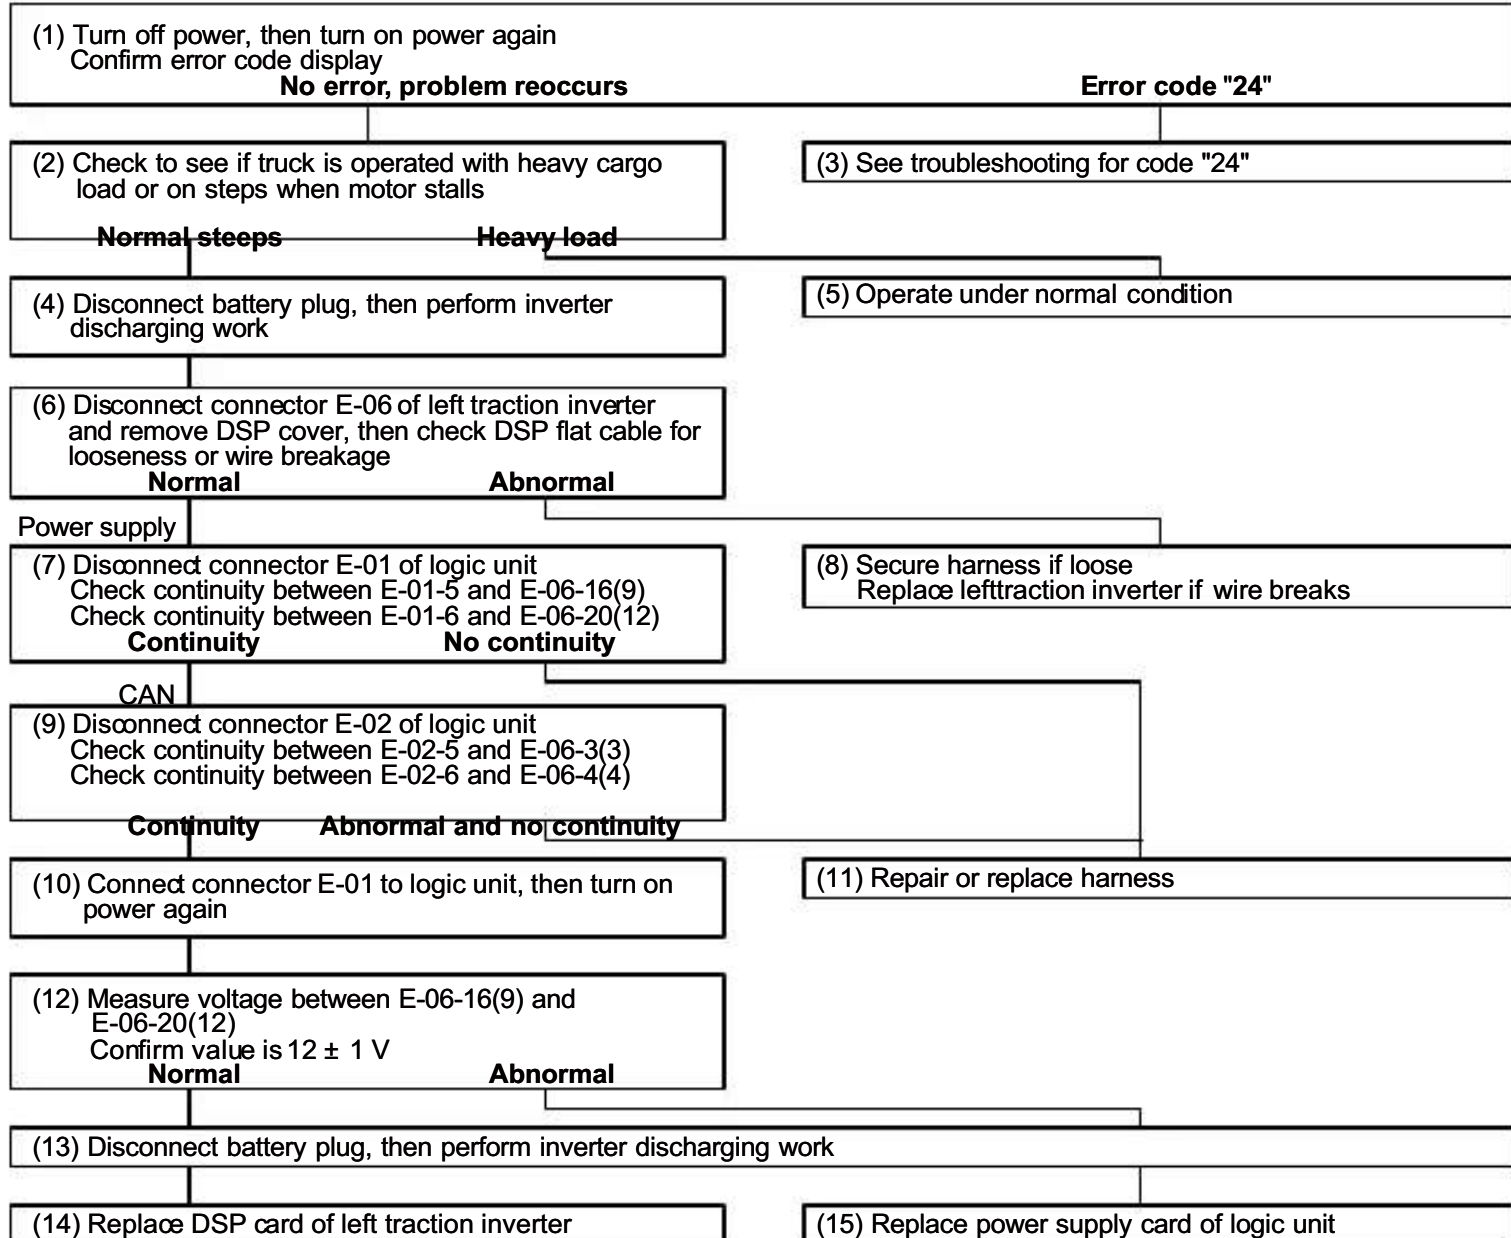 (1) Turn off power, then turn on power again
Confirm error code display
No error, problem reoccurs
Error code "24"
(2) Check to see if truck is operated with heavy cargo
load or on steps when motor stalls
Normal steeps
Heavy load
(3) See troubleshooting for code "24"
(4) Disconnect battery plug, then perform inverter
discharging work
(5) Operate under normal condition
(6) Disconnect connector E-06 of left traction inverter
and remove DSP cover, then check DSP flat cable for
looseness or wire breakage
Normal
Abnormal
Power supply
(7) Disconnect connector E-01 of logic unit
Check continuity between E-01-5 and E-06-16(9)
Check continuity between E-01-6 and E-06-20(12)
Continuity
No continuity
(8) Secure harness if loose
Replace lefttraction inverter if wire breaks
CAN
(9) Disconnect connector E-02 of logic unit
Check continuity between E-02-5 and E-06-3(3)
Check continuity between E-02-6 and E-06-4(4)
Continuity
Abnormal and no continuity
(10) Connect connector E-01 to logic unit, then turn on
power again
(11) Repair or replace harness
(12) Measure voltage between E-06-16(9) and
E-06-20(12)
Confirm value is 12 ± 1 V
Normal
Abnormal
(13) Disconnect battery plug, then perform inverter discharging work
(14) Replace DSP card of left traction inverter
(15) Replace power supply card of logic unit